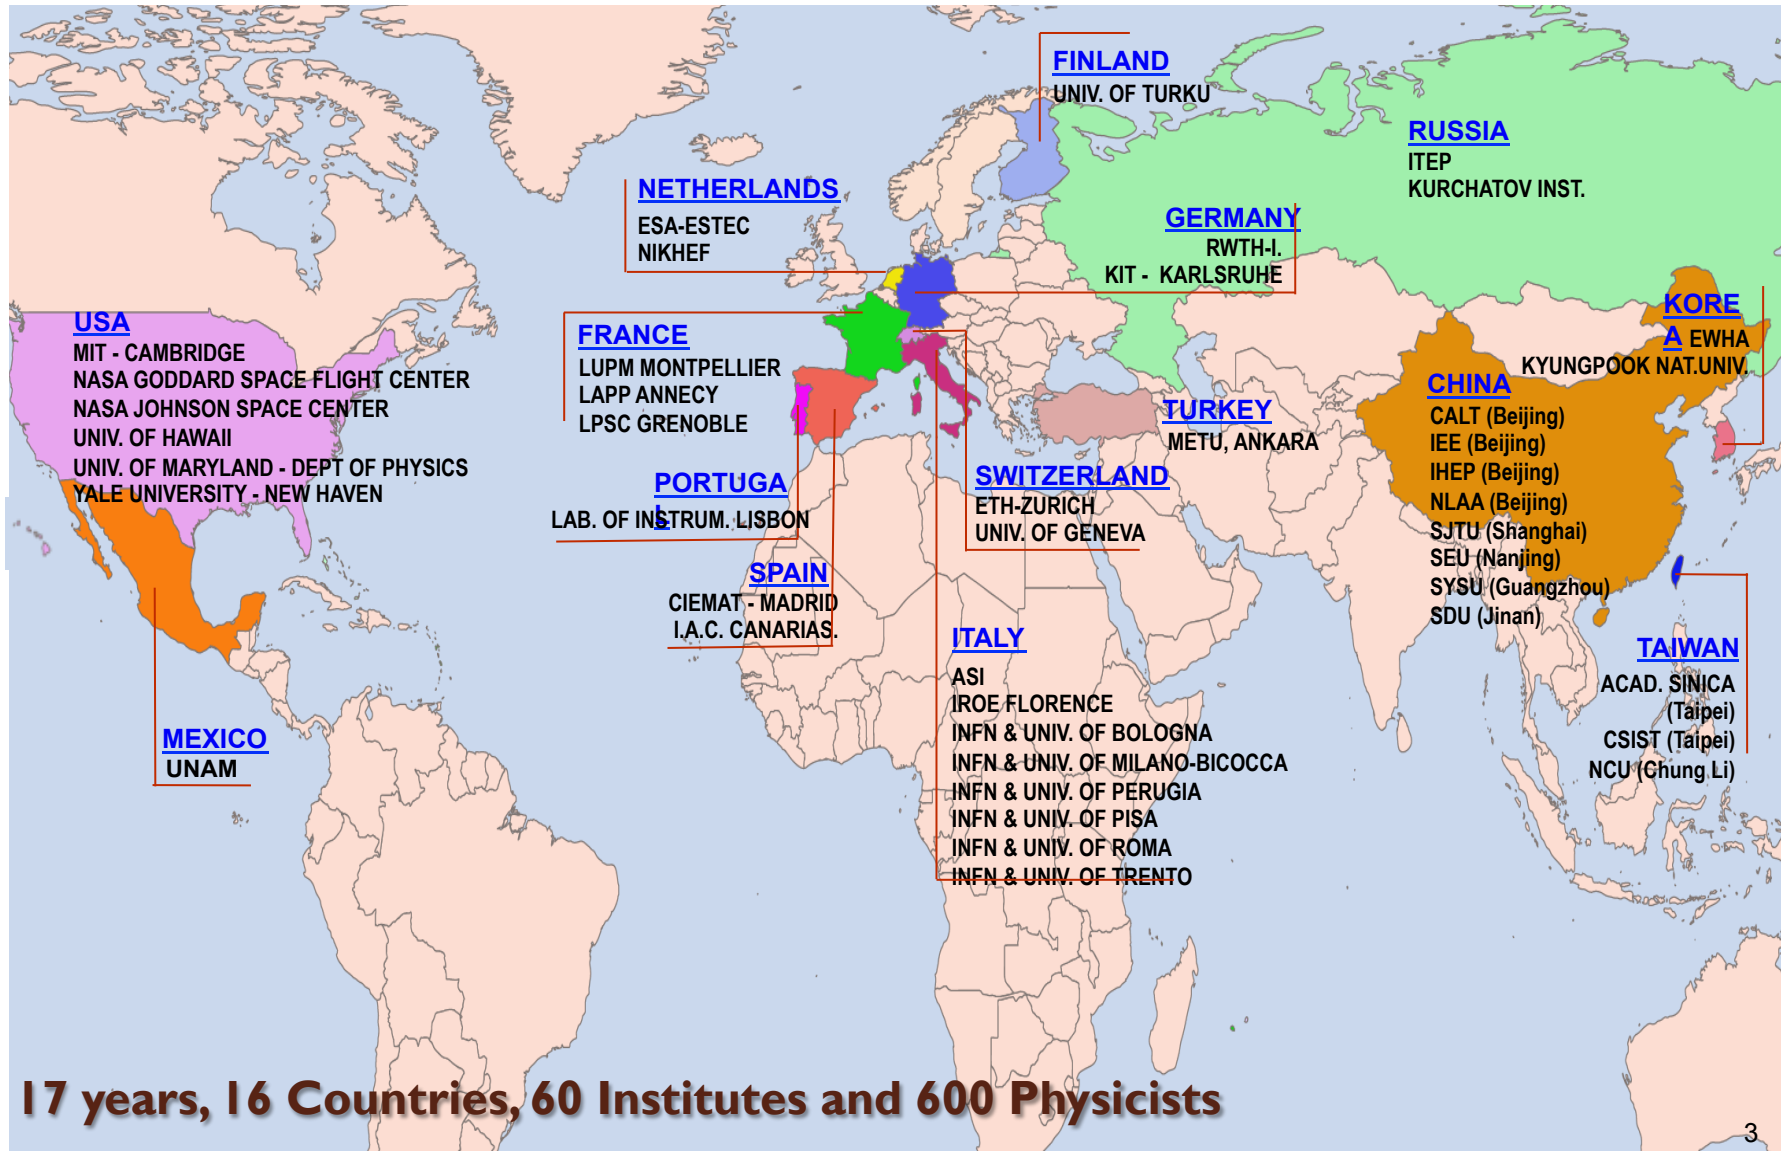 FINLAND
UNIV. OF TURKU
RUSSIA
ITEP
KURCHATOV INST.
NETHERLANDS
ESA-ESTEC
NIKHEF
GERMANY
RWTH-I.
KIT - KARLSRUHE
USA
MIT - CAMBRIDGE
NASA GODDARD SPACE FLIGHT CENTER
NASA JOHNSON SPACE CENTER
UNIV. OF HAWAII
UNIV. OF MARYLAND - DEPT OF PHYSICS
YALE UNIVERSITY - NEW HAVEN
FRANCE
LUPM MONTPELLIER
LAPP ANNECY
LPSC GRENOBLE
KORE
A EWHA
KYUNGPOOK NAT.UNIV.
CHINA
CALT (Beijing)
IEE (Beijing)
IHEP (Beijing)
NLAA (Beijing)
SJTU (Shanghai)
SEU (Nanjing)
SYSU (Guangzhou)
SDU (Jinan)
TURKEY
METU, ANKARA
PORTUGA
L
LAB. OF INSTRUM. LISBON
SWITZERLAND
ETH-ZURICH
UNIV. OF GENEVA
SPAIN
CIEMAT - MADRID
I.A.C. CANARIAS.
ITALY
ASI
IROE FLORENCE
INFN & UNIV. OF BOLOGNA
INFN & UNIV. OF MILANO-BICOCCA
INFN & UNIV. OF PERUGIA
INFN & UNIV. OF PISA
INFN & UNIV. OF ROMA
INFN & UNIV. OF TRENTO
TAIWAN
ACAD. SINICA
(Taipei)
CSIST (Taipei)
NCU (Chung Li)
MEXICO
UNAM
17 years, 16 Countries, 60 Institutes and 600 Physicists
3